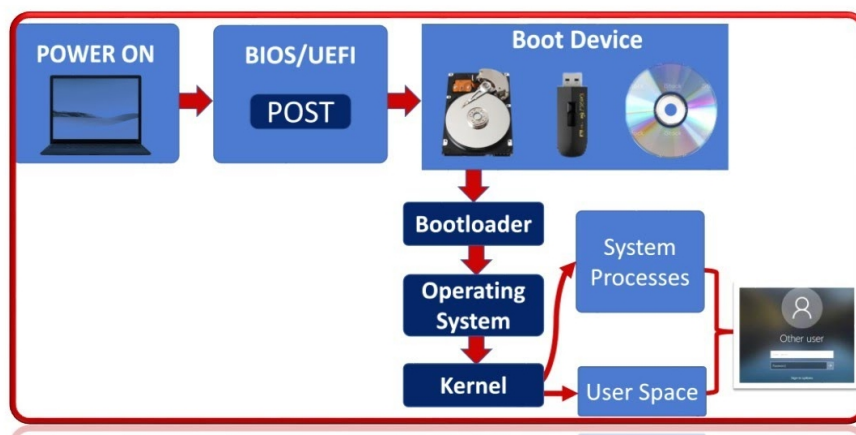 POWER ON
BIOS/UEFI
POST
Boot Device
Bootloader
Operating
System
Kernel
System
Processes
User Space
Other user